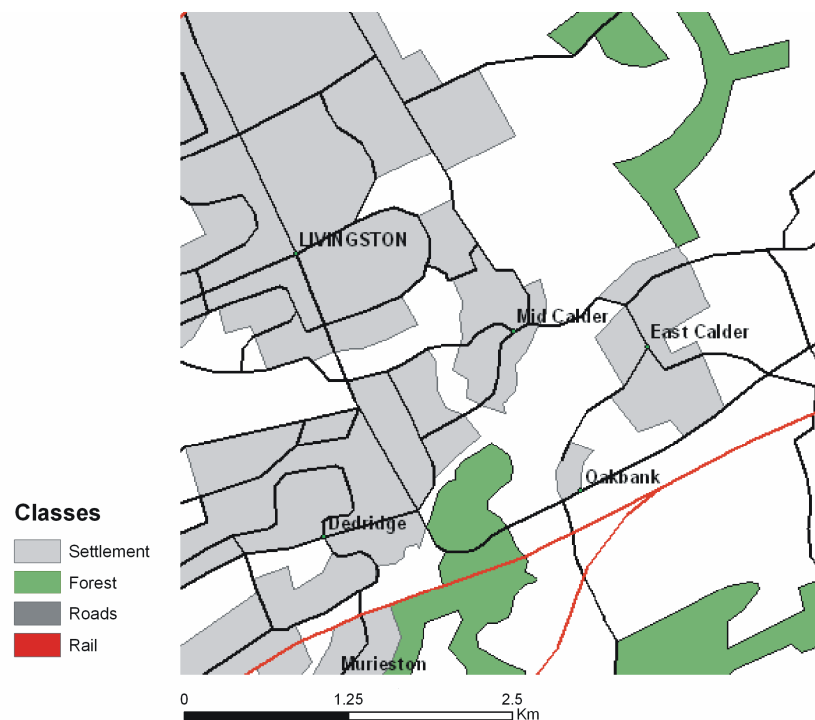 LIVINGSTON
Mid Calder
East Calder
Oakbank
Dedridge
Murieston
Classes
Settlement
Forest
Roads
Rail
0 1.25 2.5
Km